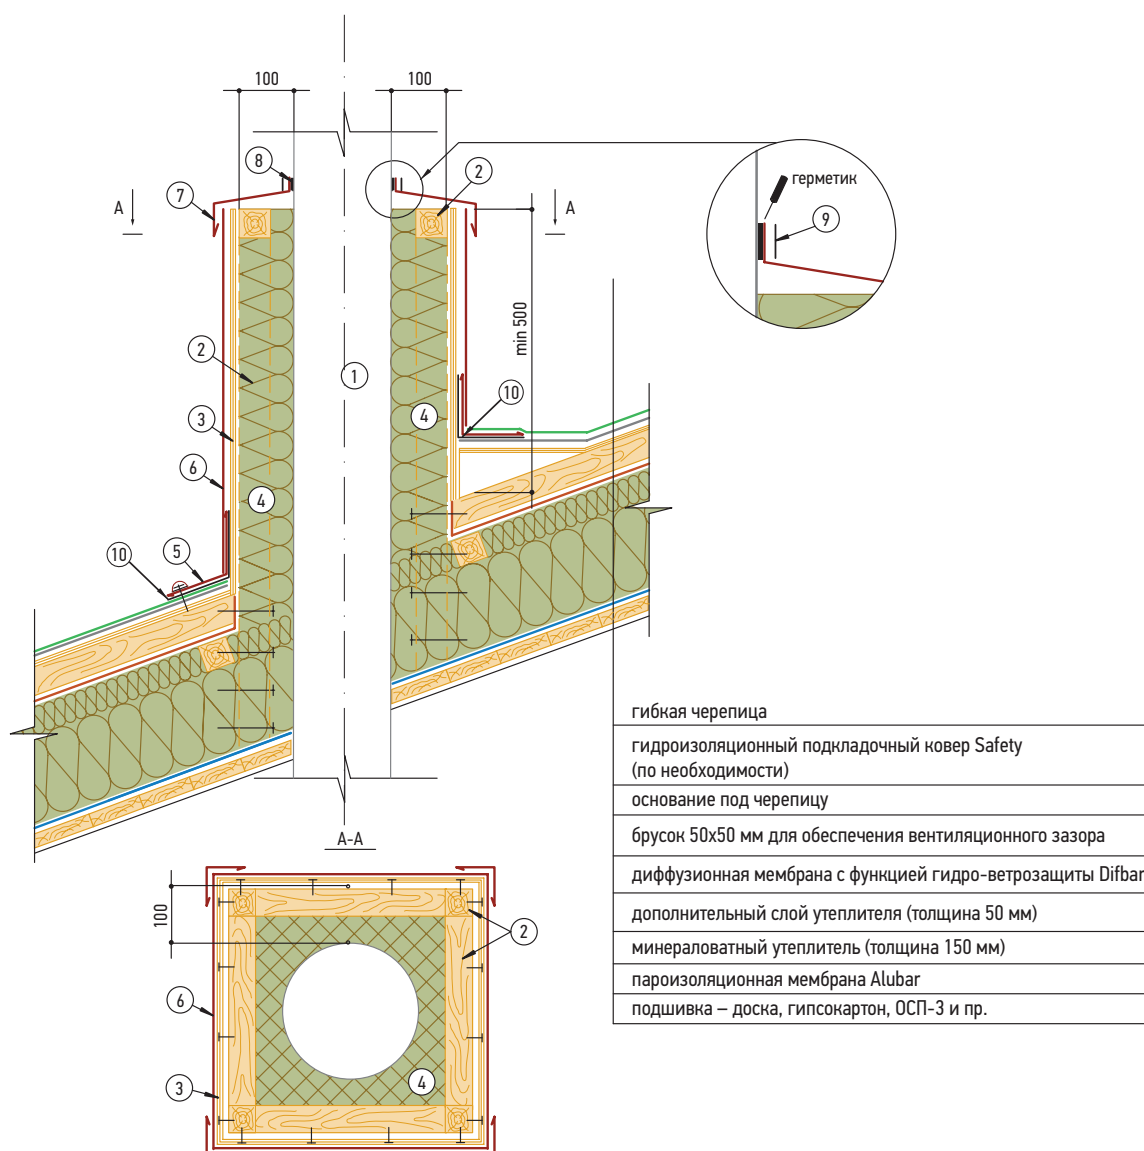 100
100
8
2
7
A
A
герметик
9
2
min 500
1
3
4
10
6
4
10
5
гибкая черепица
гидроизоляционный подкладочный ковер Safety
(по необходимости)
основание под черепицу
брусок 50х50 мм для обеспечения вентиляционного зазора
диффузионная мембрана с функцией гидро-ветрозащиты Difbar
дополнительный слой утеплителя (толщина 50 мм)
минераловатный утеплитель (толщина 150 мм)
пароизоляционная мембрана Alubar
подшивка – доска, гипсокартон, ОСП-3 и пр.
A-A
100
2
6
3
4